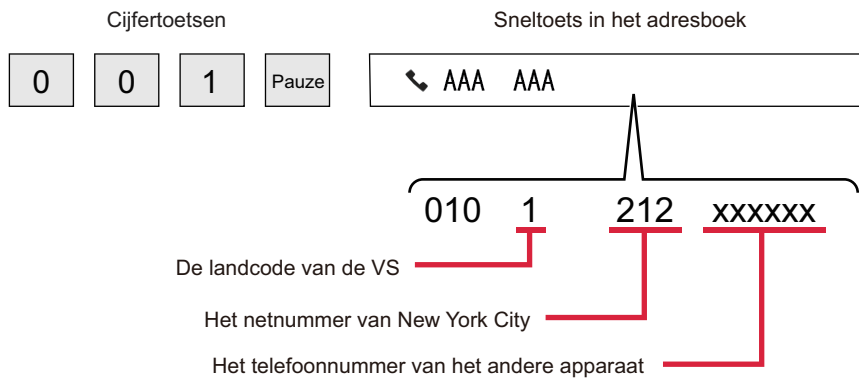 Cijfertoetsen Sneltoets in het adresboek
0 0 1 Pauze AAA AAA
010 1 212 xxxxxx
De landcode van de VS
Het netnummer van New York City
Het telefoonnummer van het andere apparaat